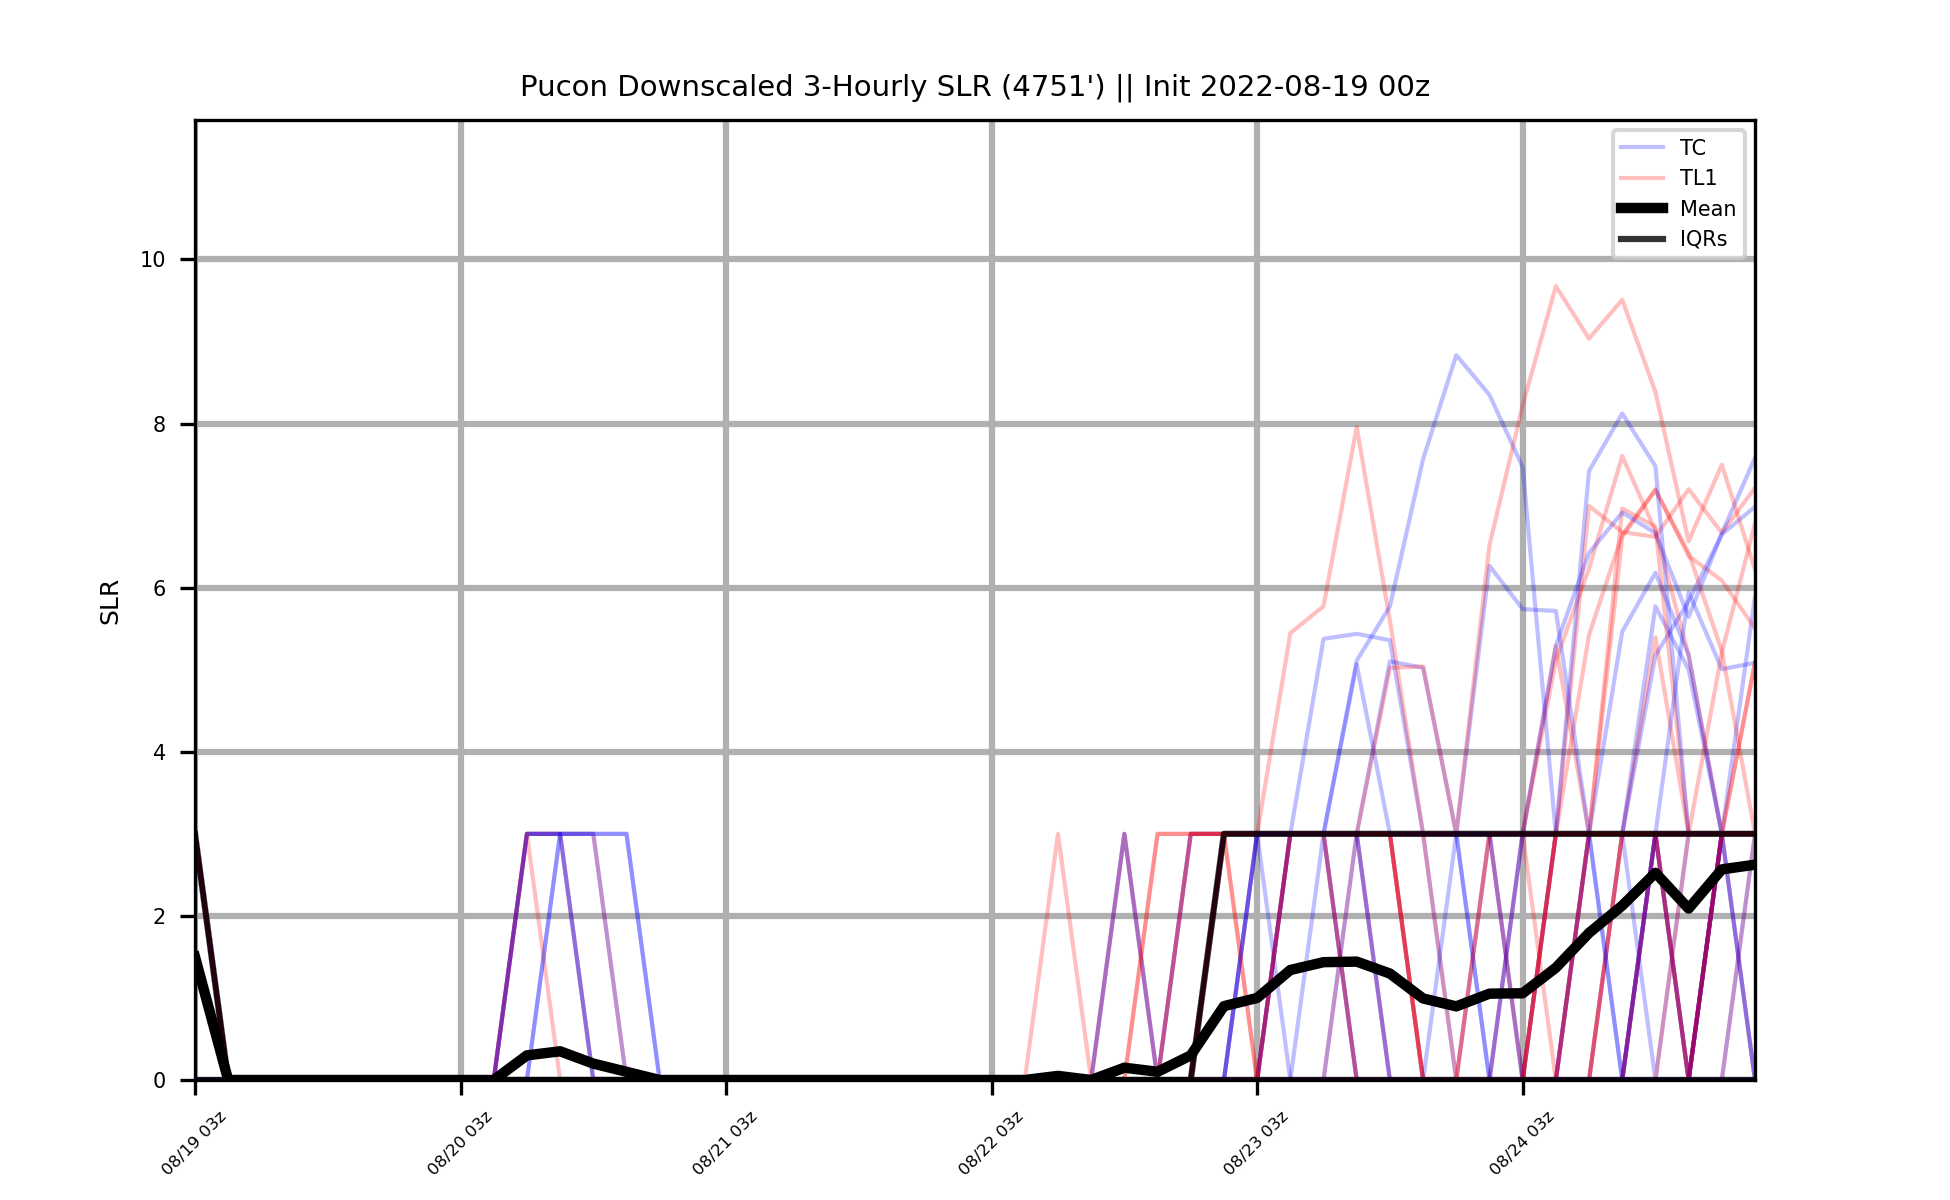 Pucon Downscaled 3-Hourly SLR (4751') || Init 2022-08-19 00z
TC
TL1
Mean
IQRs
10
8
6
4
2
0
SLR
08/19 03z
08/20 03z
08/21 03z
08/22 03z
08/23 03z
08/24 03z